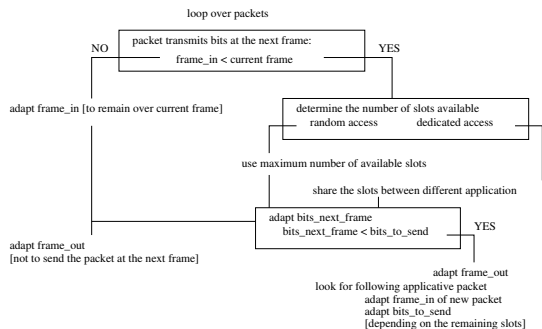 loop over packets
packet transmits bits at the next frame:
NO
YES
frame_in < current frame
adapt frame_in [to remain over current frame]
determine the number of slots available
random access
dedicated access
use maximum number of available slots
share the slots between different application
adapt bits_next_frame
bits_next_frame < bits_to_send
YES
adapt frame_out
[not to send the packet at the next frame]
adapt frame_out
look for following applicative packet
adapt frame_in of new packet
adapt bits_to_send
[depending on the remaining slots]